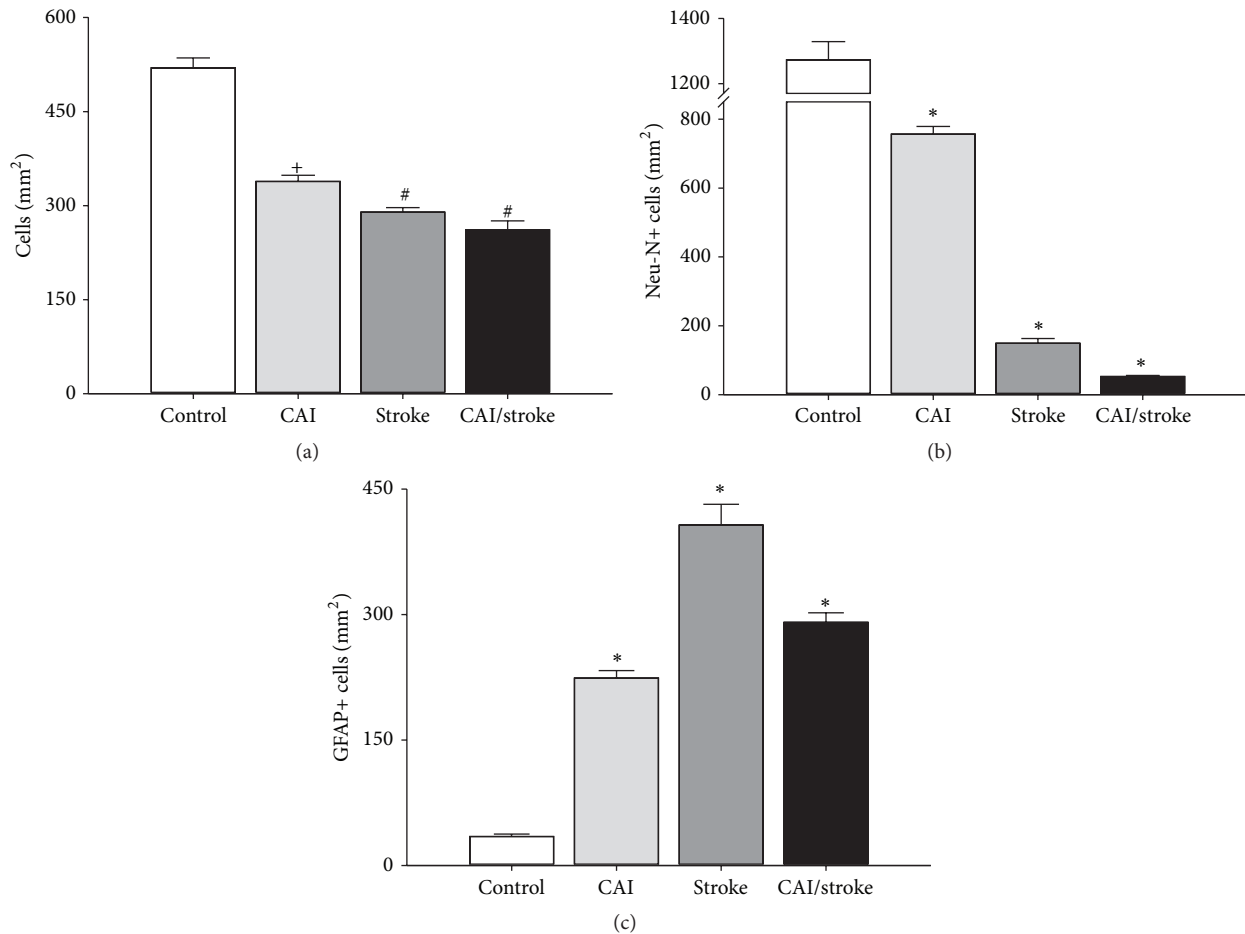 600
450
300
150
0
Cells (mm²)
+
#
#
Control CAI Stroke CAI/stroke
(a)
1400
1200
800
600
400
200
0
Neu-N+ cells (mm²)
*
*
*
Control CAI Stroke CAI/stroke
(b)
450
300
150
0
GFAP+ cells (mm²)
*
*
*
Control CAI Stroke CAI/stroke
(c)